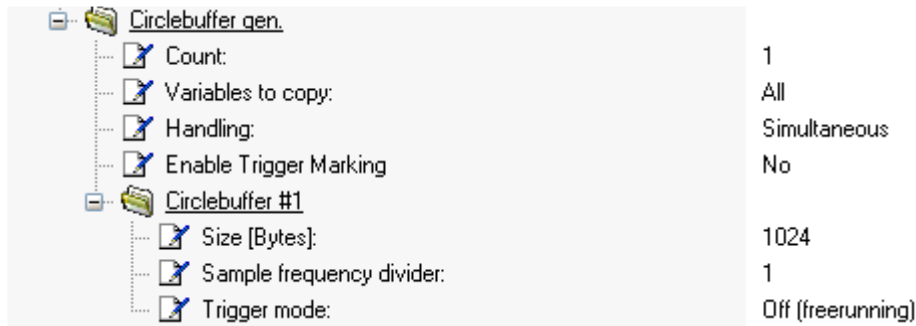 Circlebuffer gen.
Count: 1
Variables to copy: All
Handling: Simultaneous
Enable Trigger Marking No
Circlebuffer #1
Size [Bytes]: 1024
Sample frequency divider: 1
Trigger mode: Off (freerunning)